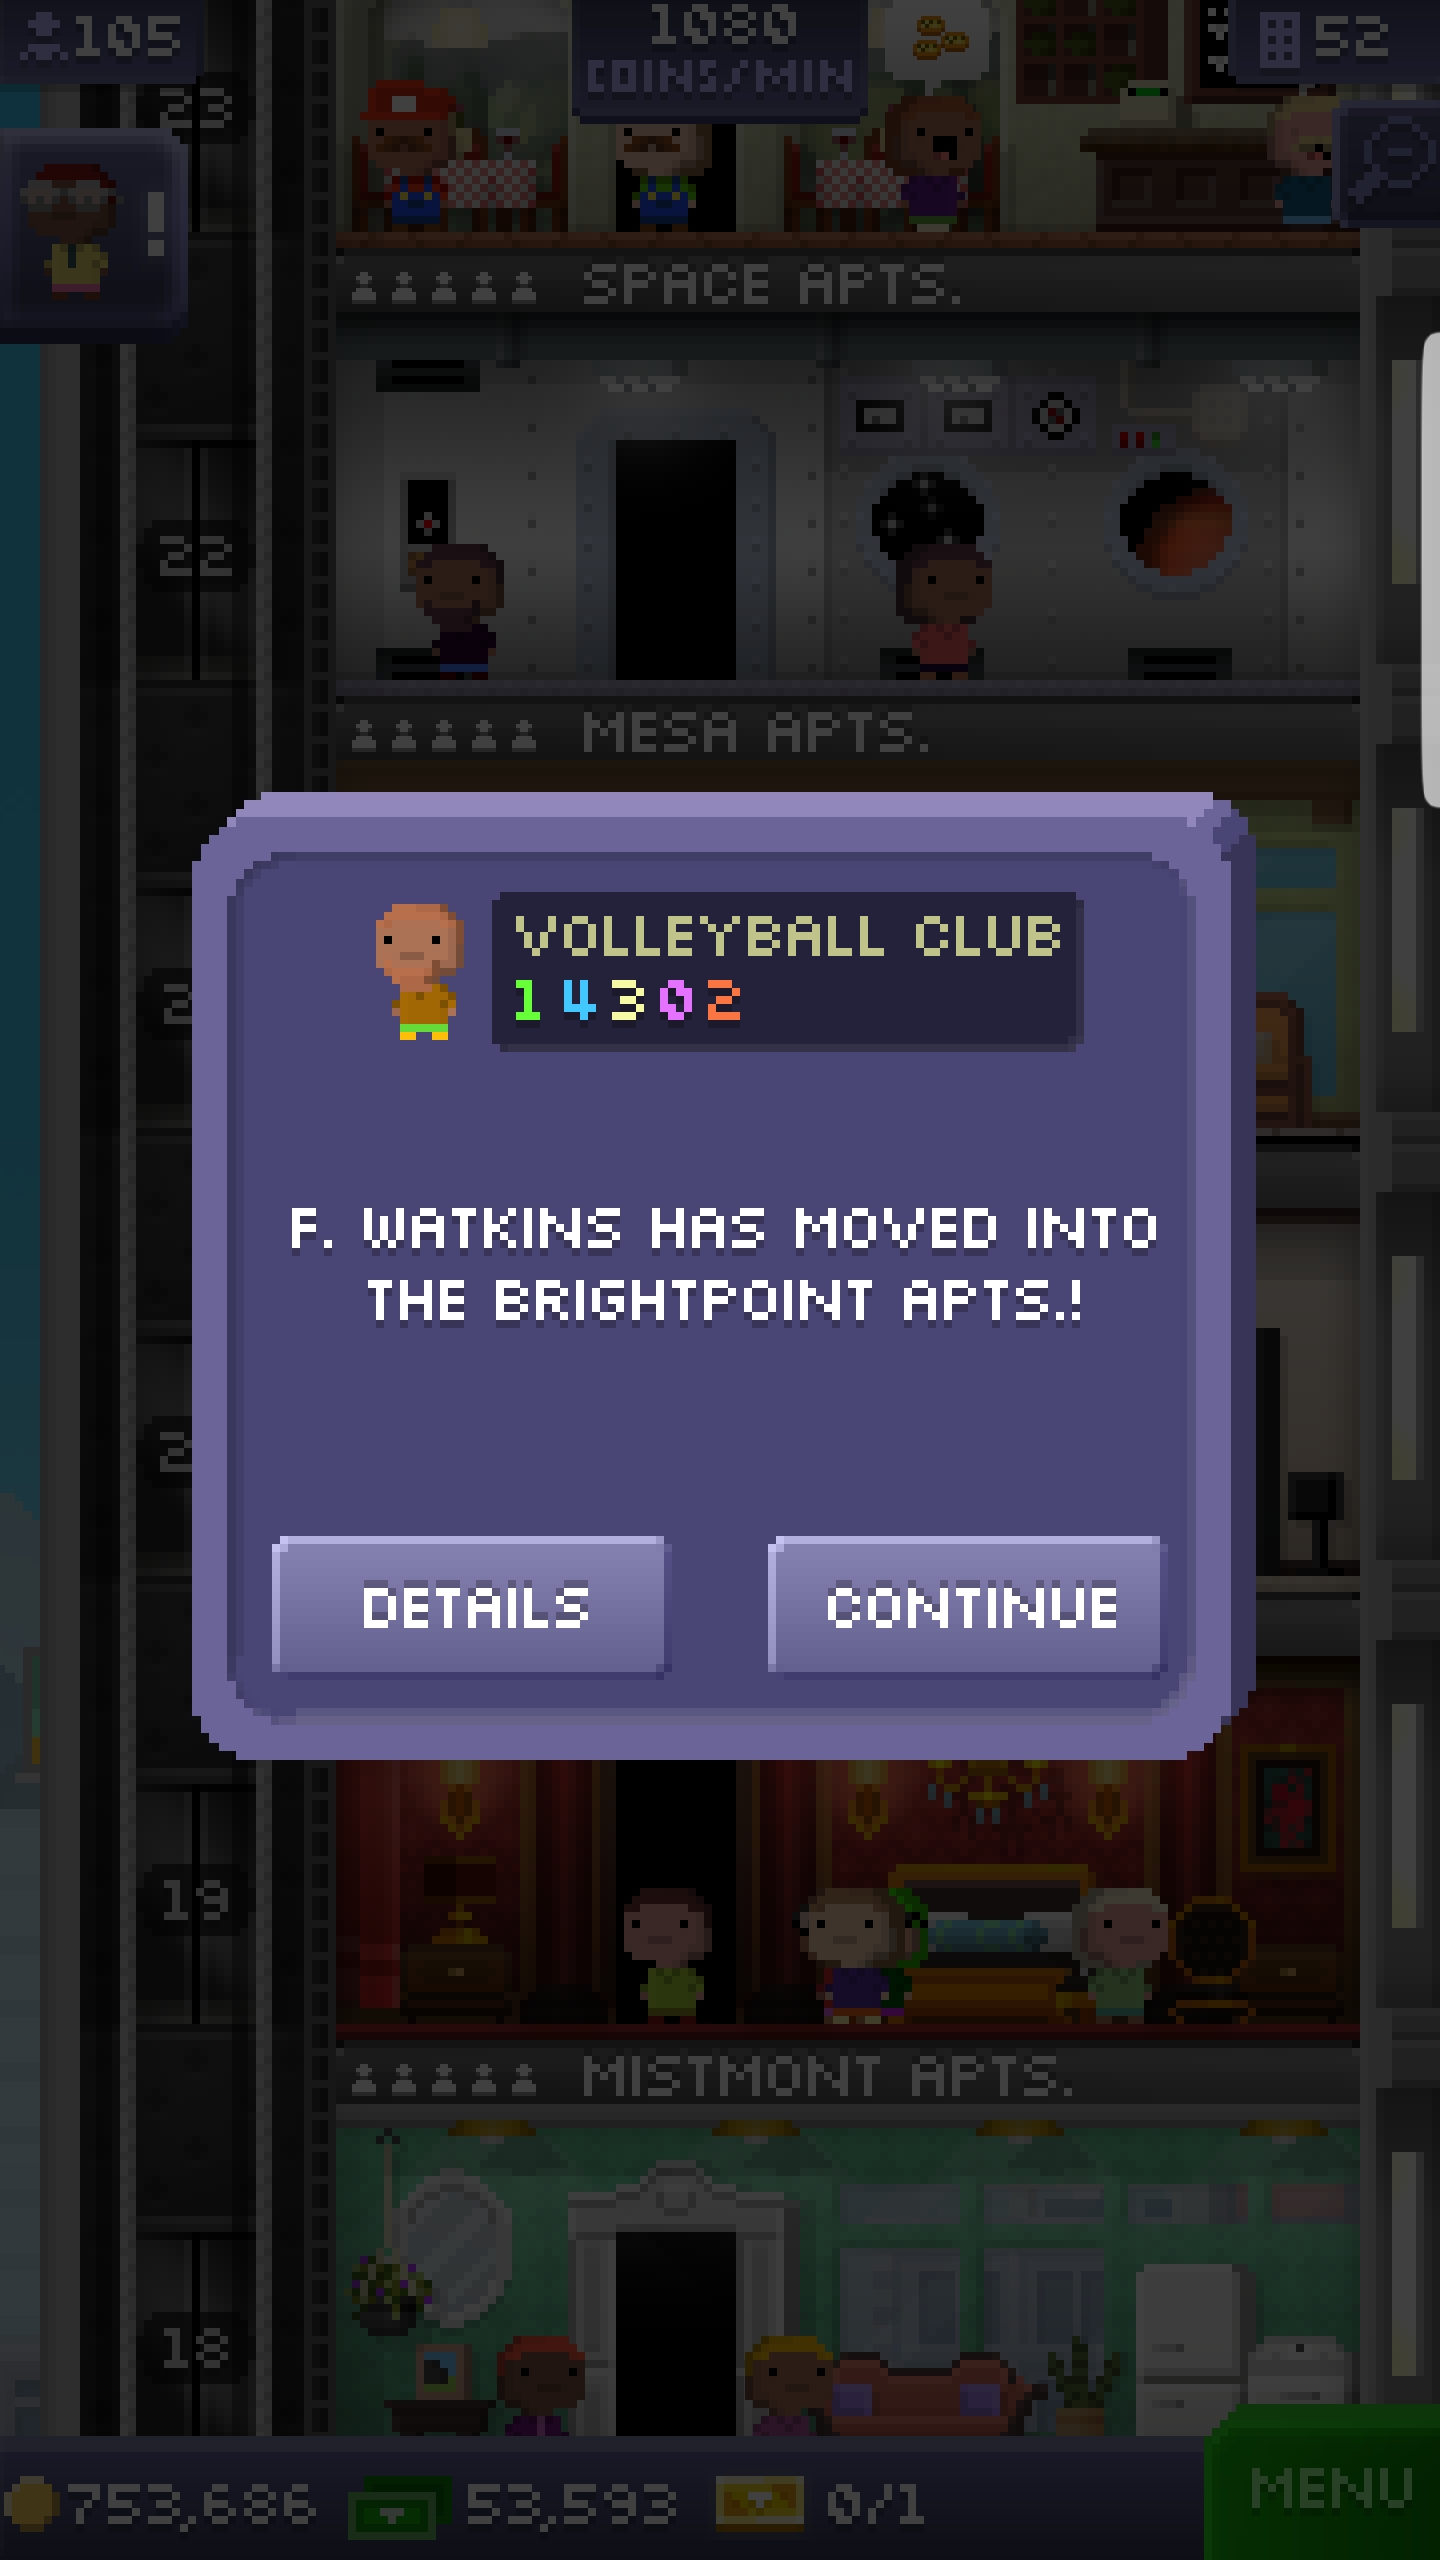 105
1080
COINS/MIN
52
23
!
SPACE APTS.
22
MESA APTS.
VOLLEYBALL CLUB
1 4 3 0 2
F. WATKINS HAS MOVED INTO
THE BRIGHTPOINT APTS.!
DETAILS
CONTINUE
19
MISTMONT APTS.
18
753,686
53,593
0/1
MENU